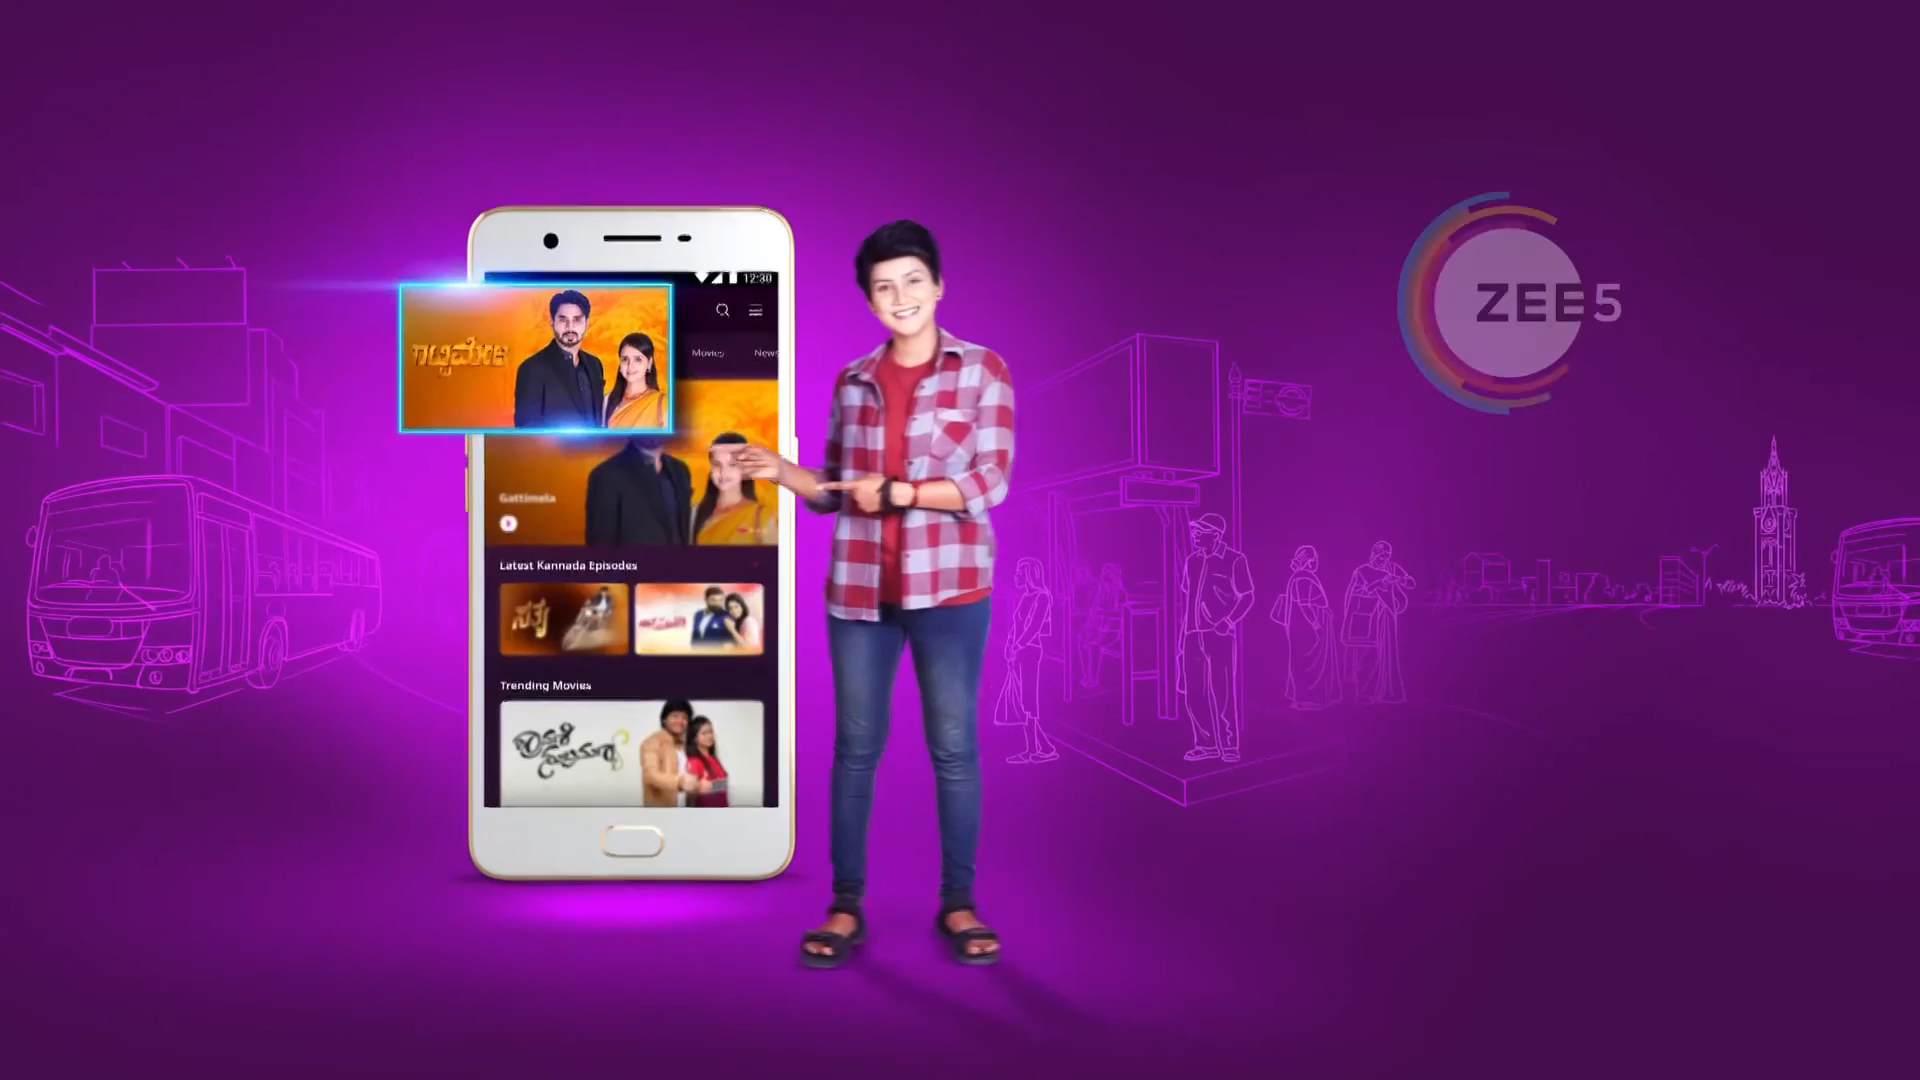 12:30
ಗಟ್ಟಿಮೇಳ
Movies
News
Gattimela
Latest Kannada Episodes
ಸತ್ಯ
Trending Movies
ZEE5